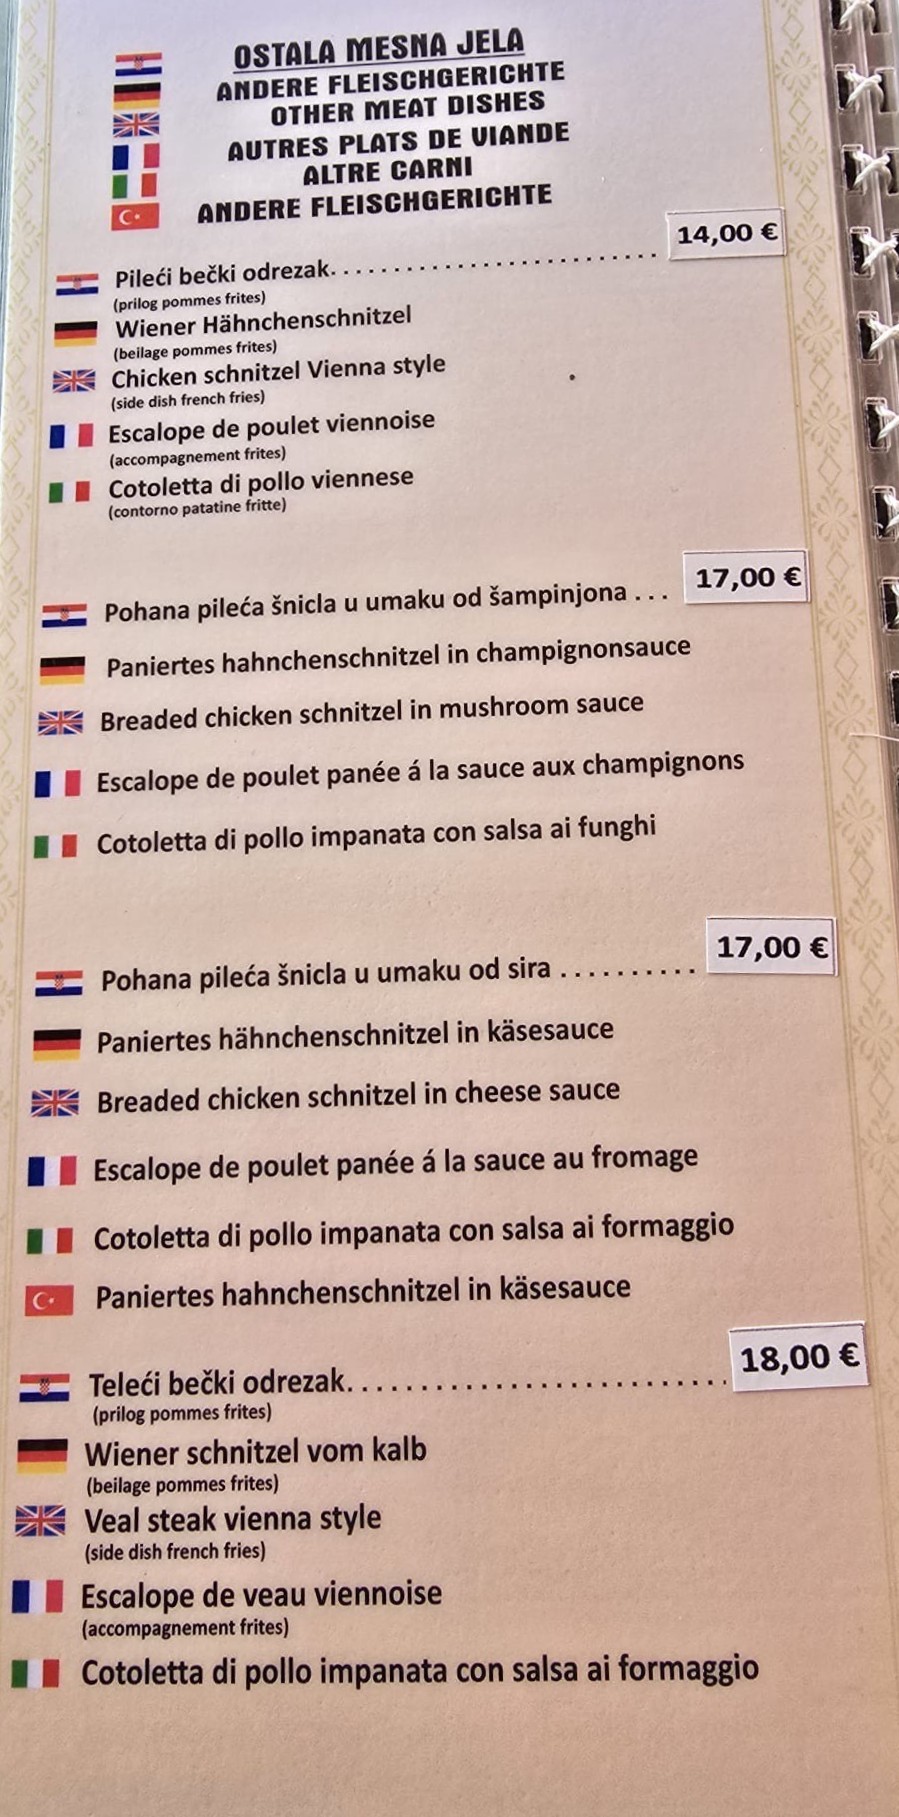 OSTALA MESNA JELA
ANDERE FLEISCHGERICHTE
OTHER MEAT DISHES
AUTRES PLATS DE VIANDE
ALTRE CARNI
ANDERE FLEISCHGERICHTE
Pileći bečki odrezak.......................... 14,00 €
(prilog pommes frites)
Wiener Hähnchenschnitzel
(beilage pommes frites)
Chicken schnitzel Vienna style
(side dish french fries)
Escalope de poulet viennoise
(accompagnement frites)
Cotoletta di pollo viennese
(contorno patatine fritte)
Pohana pileća šnicla u umaku od šampinjona ... 17,00 €
Paniertes hahnchenschnitzel in champignonsauce
Breaded chicken schnitzel in mushroom sauce
Escalope de poulet panée á la sauce aux champignons
Cotoletta di pollo impanata con salsa ai funghi
Pohana pileća šnicla u umaku od sira .......... 17,00 €
Paniertes hähnchenschnitzel in käsesauce
Breaded chicken schnitzel in cheese sauce
Escalope de poulet panée á la sauce au fromage
Cotoletta di pollo impanata con salsa ai formaggio
Paniertes hahnchenschnitzel in käsesauce
Teleći bečki odrezak.......................... 18,00 €
(prilog pommes frites)
Wiener schnitzel vom kalb
(beilage pommes frites)
Veal steak vienna style
(side dish french fries)
Escalope de veau viennoise
(accompagnement frites)
Cotoletta di pollo impanata con salsa ai formaggio